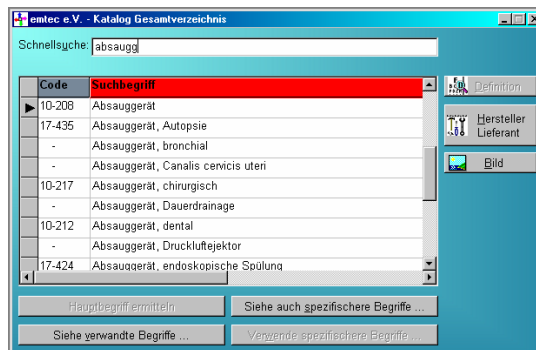 emtec e.V. - Katalog Gesamtverzeichnis
Schnellsuche: absaugg
Code Suchbegriff
10-208 Absauggerät
17-435 Absauggerät, Autopsie
- Absauggerät, bronchial
- Absauggerät, Canalis cervicis uteri
10-217 Absauggerät, chirurgisch
- Absauggerät, Dauerdrainage
10-212 Absauggerät, dental
- Absauggerät, Druckluftejektor
17-424 Absauggerät, endoskopische Spülung
Definition
Hersteller
Lieferant
Bild
Hauptbegriff ermitteln
Siehe auch spezifischere Begriffe ...
Siehe verwandte Begriffe ...
Verwende spezifischere Begriffe ...